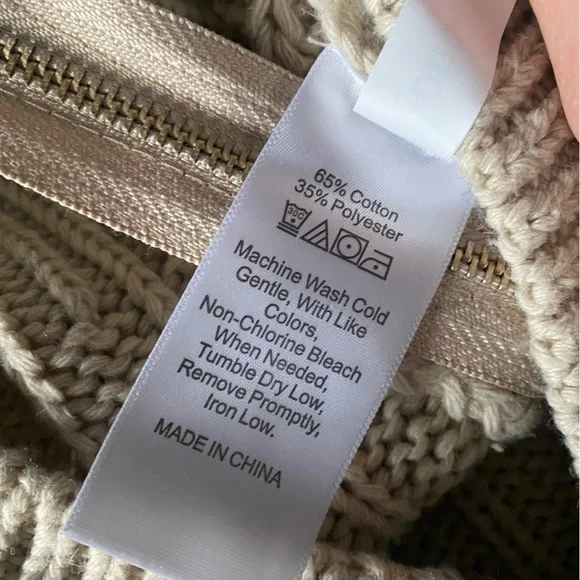 65% Cotton
35% Polyester
30C
Machine Wash Cold
Gentle, With Like
Colors,
Non-Chlorine Bleach
When Needed,
Tumble Dry Low,
Remove Promptly,
Iron Low.
MADE IN CHINA